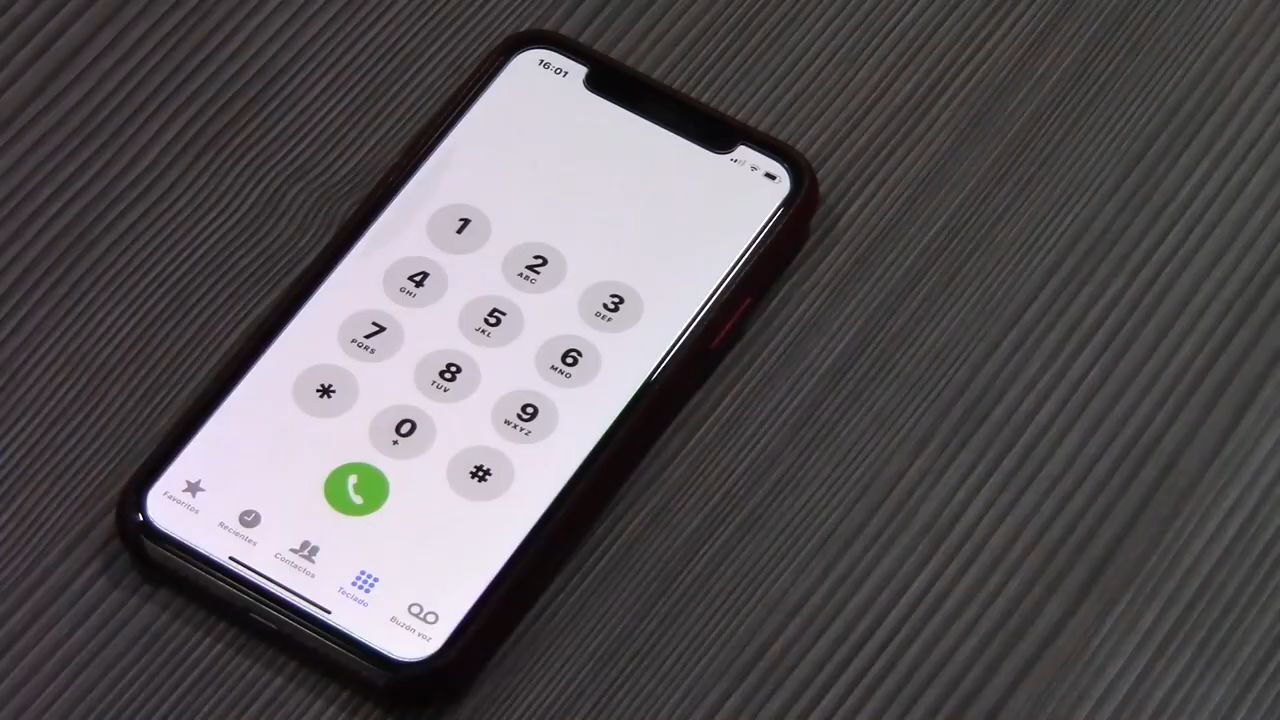 16:01
1
2
ABC
3
DEF
4
GHI
5
JKL
6
MNO
7
PQRS
8
TUV
9
WXYZ
*
0
+
#
Favoritos
Recientes
Contactos
Teclado
Buzón voz